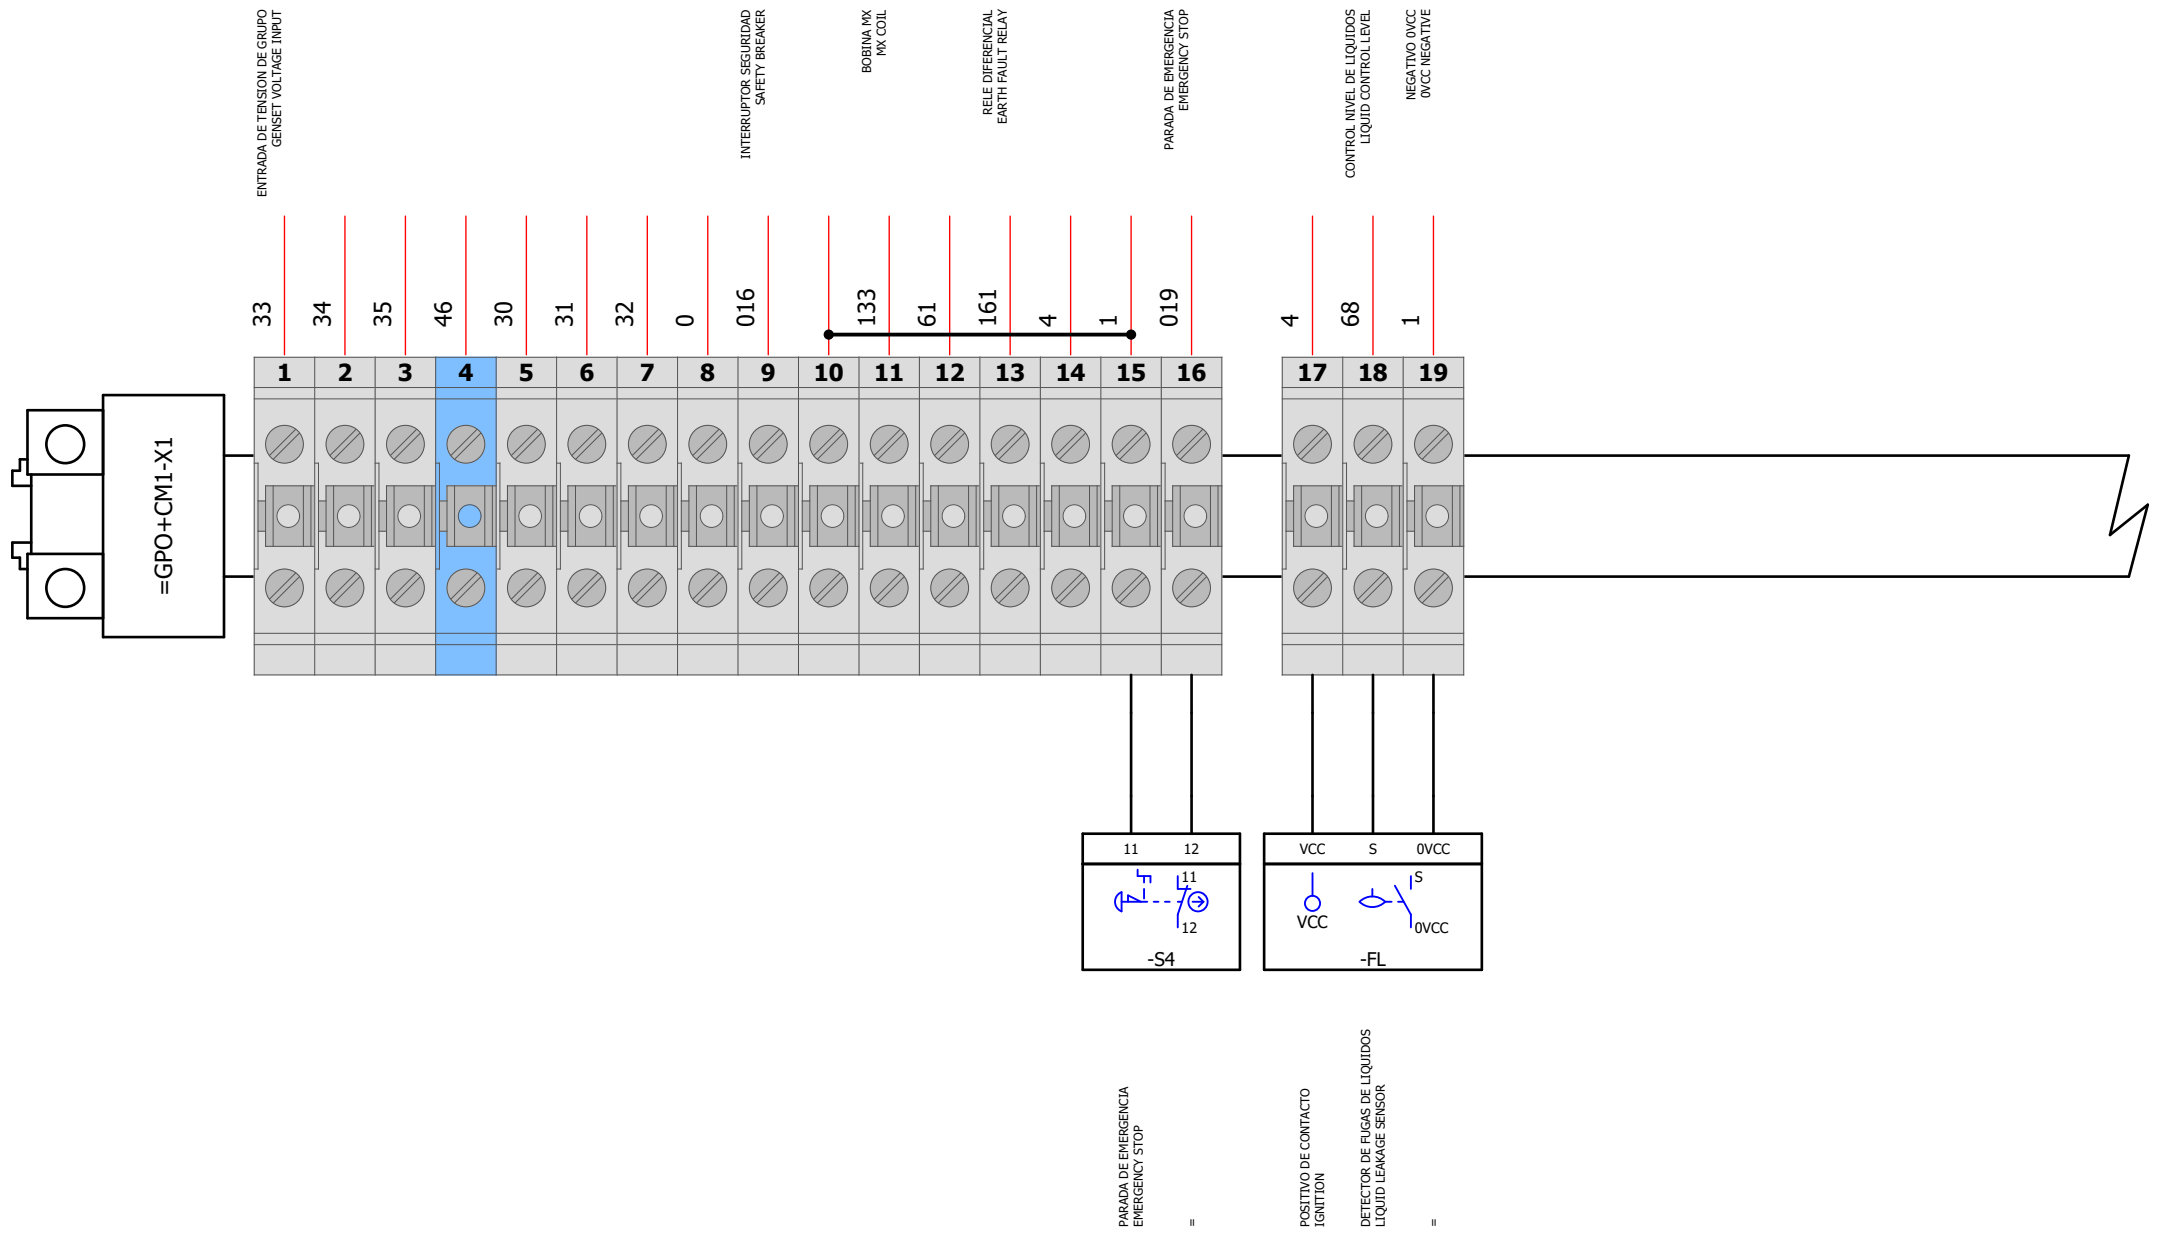 ENTRADA DE TENSION DE GRUPO
GENSET VOLTAGE INPUT
INTERRUPTOR SEGURIDAD
SAFETY BREAKER
BOBINA MX
MX COIL
RELE DIFERENCIAL
EARTH FAULT RELAY
PARADA DE EMERGENCIA
EMERGENCY STOP
CONTROL NIVEL DE LIQUIDOS
LIQUID CONTROL LEVEL
NEGATIVO 0VCC
0VCC NEGATIVE
33
34
35
46
30
31
32
0
016
133
61
161
4
1
019
4
68
1
1
2
3
4
5
6
7
8
9
10
11
12
13
14
15
16
17
18
19
=GPO+CM1-X1
11
12
11
12
-S4
VCC
S
0VCC
VCC
S
0VCC
-FL
PARADA DE EMERGENCIA
EMERGENCY STOP
=
POSITIVO DE CONTACTO
IGNITION
DETECTOR DE FUGAS DE LIQUIDOS
LIQUID LEAKAGE SENSOR
=